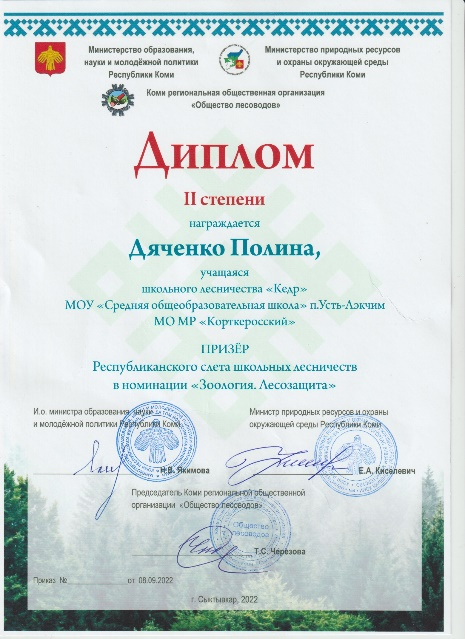 Министерство образования,
науки и молодёжной политики
Республики Коми
Министерство природных ресурсов
и охраны окружающей среды
Республики Коми
Коми региональная общественная организация
«Общество лесоводов»
Диплом
II степени
награждается
Дяченко Полина,
учащаяся
школьного лесничества «Кедр»
МОУ «Средняя общеобразовательная школа» п.Усть-Лэкчим
МО МР «Корткеросский»
ПРИЗЁР
Республиканского слета школьных лесничеств
в номинации «Зоология. Лесозащита»
И.о. министра образования, науки
и молодёжной политики Республики Коми
Н.В. Якимова
Министр природных ресурсов и охраны
окружающей среды Республики Коми
Е.А. Киселевич
Председатель Коми региональной общественной
организации «Общество лесоводов»
Общество
лесоводов
Т.С. Черезова
Приказ. № от 08.09.2022
г. Сыктывкар, 2022